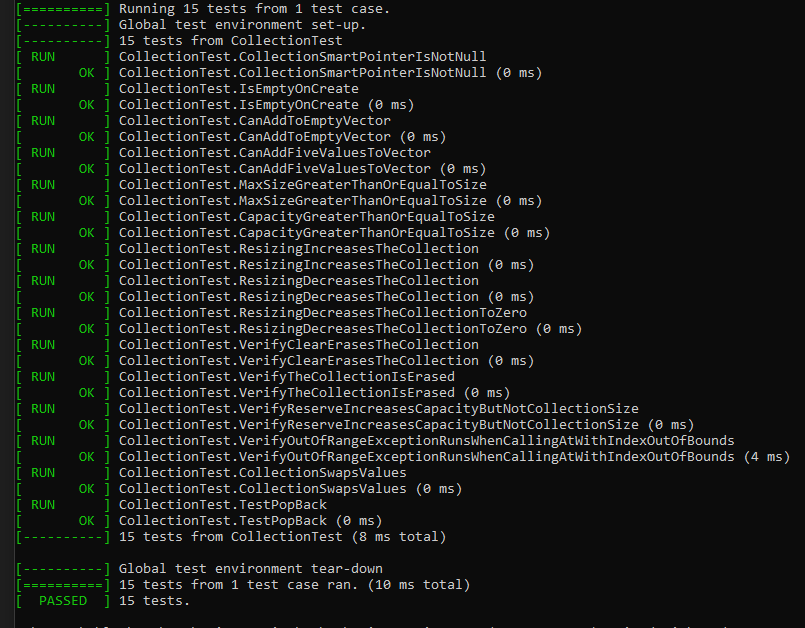 [==========] Running 15 tests from 1 test case.
[----------] Global test environment set-up.
[----------] 15 tests from CollectionTest
[ RUN      ] CollectionTest.CollectionSmartPointerIsNotNull
[       OK ] CollectionTest.CollectionSmartPointerIsNotNull (0 ms)
[ RUN      ] CollectionTest.IsEmptyOnCreate
[       OK ] CollectionTest.IsEmptyOnCreate (0 ms)
[ RUN      ] CollectionTest.CanAddToEmptyVector
[       OK ] CollectionTest.CanAddToEmptyVector (0 ms)
[ RUN      ] CollectionTest.CanAddFiveValuesToVector
[       OK ] CollectionTest.CanAddFiveValuesToVector (0 ms)
[ RUN      ] CollectionTest.MaxSizeGreaterThanOrEqualToSize
[       OK ] CollectionTest.MaxSizeGreaterThanOrEqualToSize (0 ms)
[ RUN      ] CollectionTest.CapacityGreaterThanOrEqualToSize
[       OK ] CollectionTest.CapacityGreaterThanOrEqualToSize (0 ms)
[ RUN      ] CollectionTest.ResizingIncreasesTheCollection
[       OK ] CollectionTest.ResizingIncreasesTheCollection (0 ms)
[ RUN      ] CollectionTest.ResizingDecreasesTheCollection
[       OK ] CollectionTest.ResizingDecreasesTheCollection (0 ms)
[ RUN      ] CollectionTest.ResizingDecreasesTheCollectionToZero
[       OK ] CollectionTest.ResizingDecreasesTheCollectionToZero (0 ms)
[ RUN      ] CollectionTest.VerifyClearErasesTheCollection
[       OK ] CollectionTest.VerifyClearErasesTheCollection (0 ms)
[ RUN      ] CollectionTest.VerifyTheCollectionIsErased
[       OK ] CollectionTest.VerifyTheCollectionIsErased (0 ms)
[ RUN      ] CollectionTest.VerifyReserveIncreasesCapacityButNotCollectionSize
[       OK ] CollectionTest.VerifyReserveIncreasesCapacityButNotCollectionSize (0 ms)
[ RUN      ] CollectionTest.VerifyOutOfRangeExceptionRunsWhenCallingAtWithIndexOutOfBounds
[       OK ] CollectionTest.VerifyOutOfRangeExceptionRunsWhenCallingAtWithIndexOutOfBounds (4 ms)
[ RUN      ] CollectionTest.CollectionSwapsValues
[       OK ] CollectionTest.CollectionSwapsValues (0 ms)
[ RUN      ] CollectionTest.TestPopBack
[       OK ] CollectionTest.TestPopBack (0 ms)
[----------] 15 tests from CollectionTest (8 ms total)
[----------] Global test environment tear-down
[==========] 15 tests from 1 test case ran. (10 ms total)
[  PASSED  ] 15 tests.